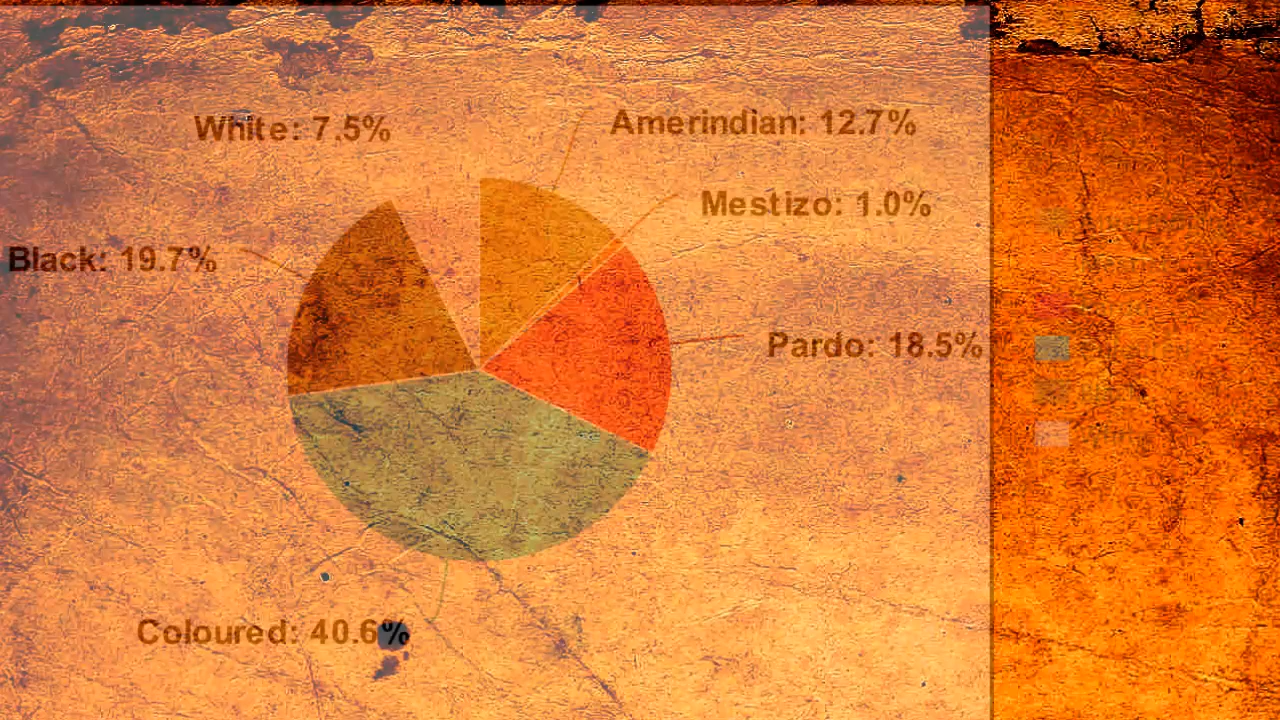 White: 7.5%
Amerindian: 12.7%
Mestizo: 1.0%
Black: 19.7%
Pardo: 18.5%
Coloured: 40.6%